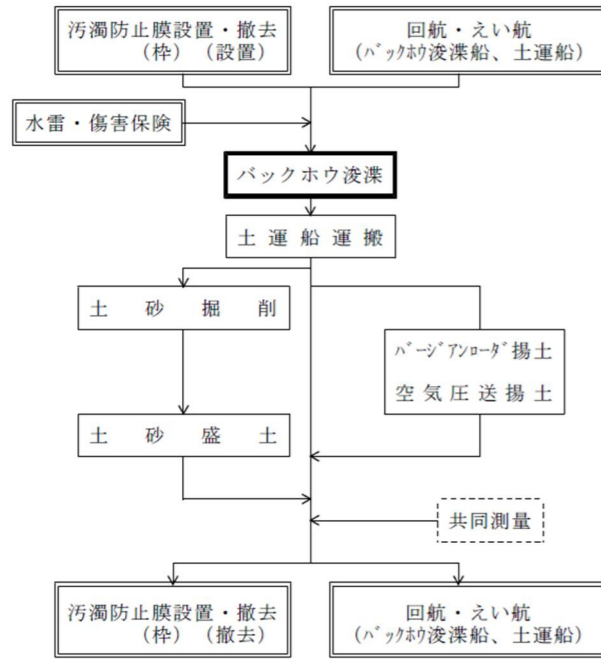 汚濁防止膜設置・撤去
(枠) (設置)
回航・えい航
(ﾊﾞｯｸﾎｳ浚渫船、土運船)
水雷・傷害保険
バックホウ浚渫
土運船運搬
土砂掘削
ﾊﾞｰｼﾞｱﾝﾛｰﾀﾞ揚土
空気圧送揚土
土砂盛土
共同測量
汚濁防止膜設置・撤去
(枠) (撤去)
回航・えい航
(ﾊﾞｯｸﾎｳ浚渫船、土運船)